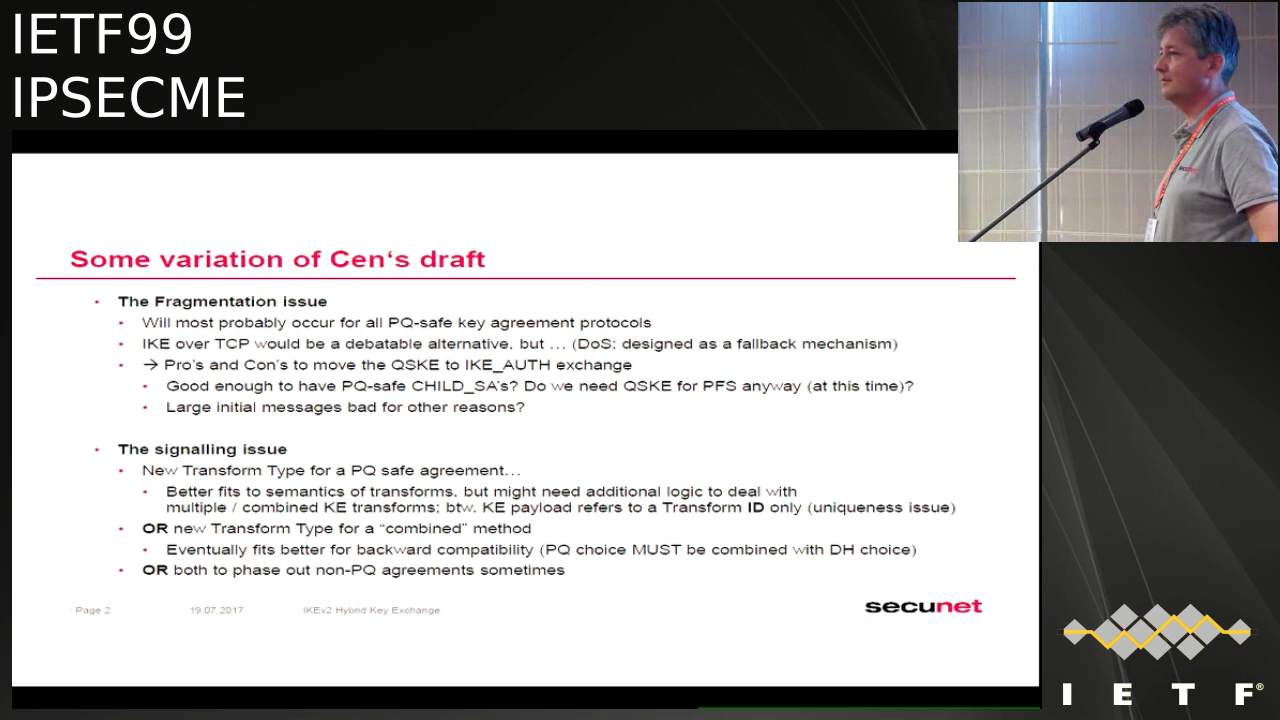 IETF99
IPSECME
Some variation of Cen‘s draft
• The Fragmentation issue
• Will most probably occur for all PQ-safe key agreement protocols
• IKE over TCP would be a debatable alternative, but … (DoS; designed as a fallback mechanism)
• → Pro's and Con's to move the QSKE to IKE_AUTH exchange
• Good enough to have PQ-safe CHILD_SA's? Do we need QSKE for PFS anyway (at this time)?
• Large initial messages bad for other reasons?
• The signalling issue
• New Transform Type for a PQ safe agreement…
• Better fits to semantics of transforms, but might need additional logic to deal with
multiple / combined KE transforms; btw. KE payload refers to a Transform ID only (uniqueness issue)
• OR new Transform Type for a “combined” method
• Eventually fits better for backward compatibility (PQ choice MUST be combined with DH choice)
• OR both to phase out non-PQ agreements sometimes
Page 2 19.07.2017 IKEv2 Hybrid Key Exchange
secunet
I E T F®